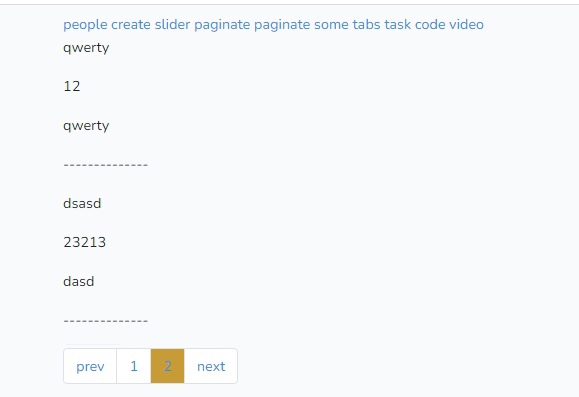 people create slider paginate paginate some tabs task code video
qwerty
12
qwerty
--------------
dsasd
23213
dasd
--------------
prev 1 2 next